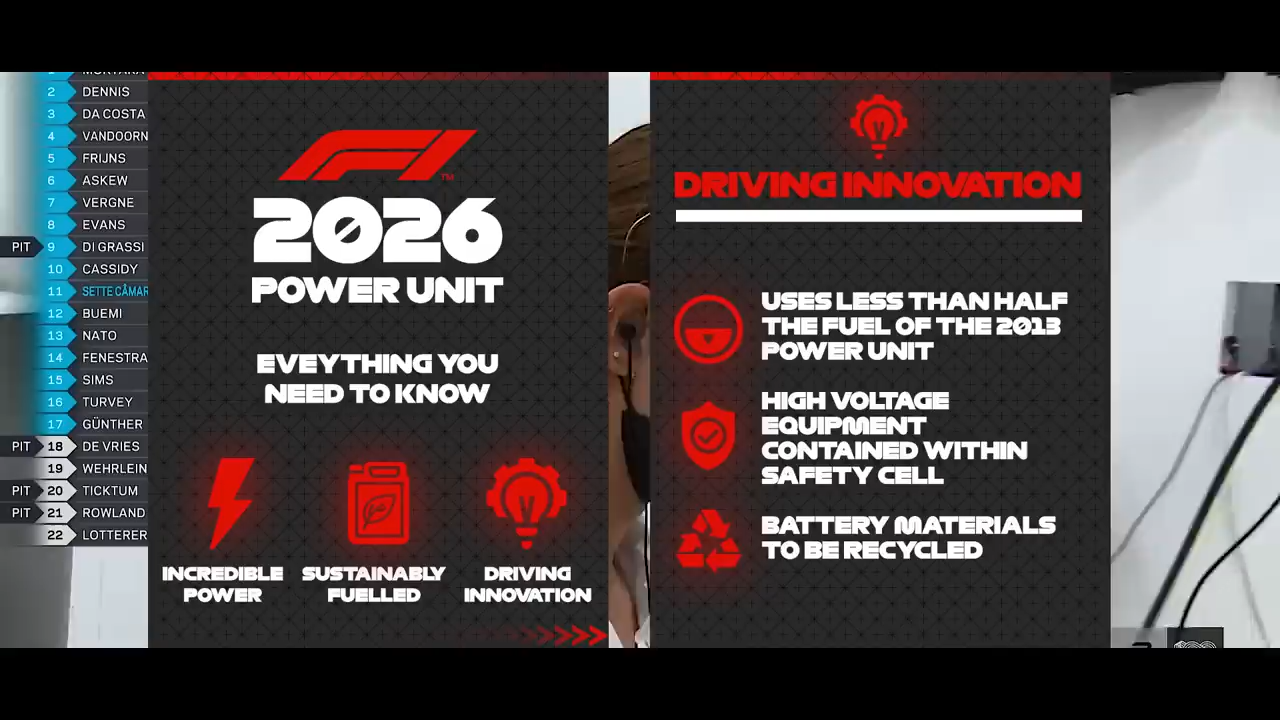 1 MORTARA
2 DENNIS
3 DA COSTA
4 VANDOORN
5 FRIJNS
6 ASKEW
7 VERGNE
8 EVANS
PIT 9 DI GRASSI
10 CASSIDY
11 SETTE CÂMAR
12 BUEMI
13 NATO
14 FENESTRA
15 SIMS
16 TURVEY
17 GÜNTHER
PIT 18 DE VRIES
19 WEHRLEIN
PIT 20 TICKTUM
PIT 21 ROWLAND
22 LOTTERER
F1 TM
2026
POWER UNIT
EVEYTHING YOU
NEED TO KNOW
INCREDIBLE
POWER
SUSTAINABLY
FUELLED
DRIVING
INNOVATION
DRIVING INNOVATION
USES LESS THAN HALF
THE FUEL OF THE 2013
POWER UNIT
HIGH VOLTAGE
EQUIPMENT
CONTAINED WITHIN
SAFETY CELL
BATTERY MATERIALS
TO BE RECYCLED